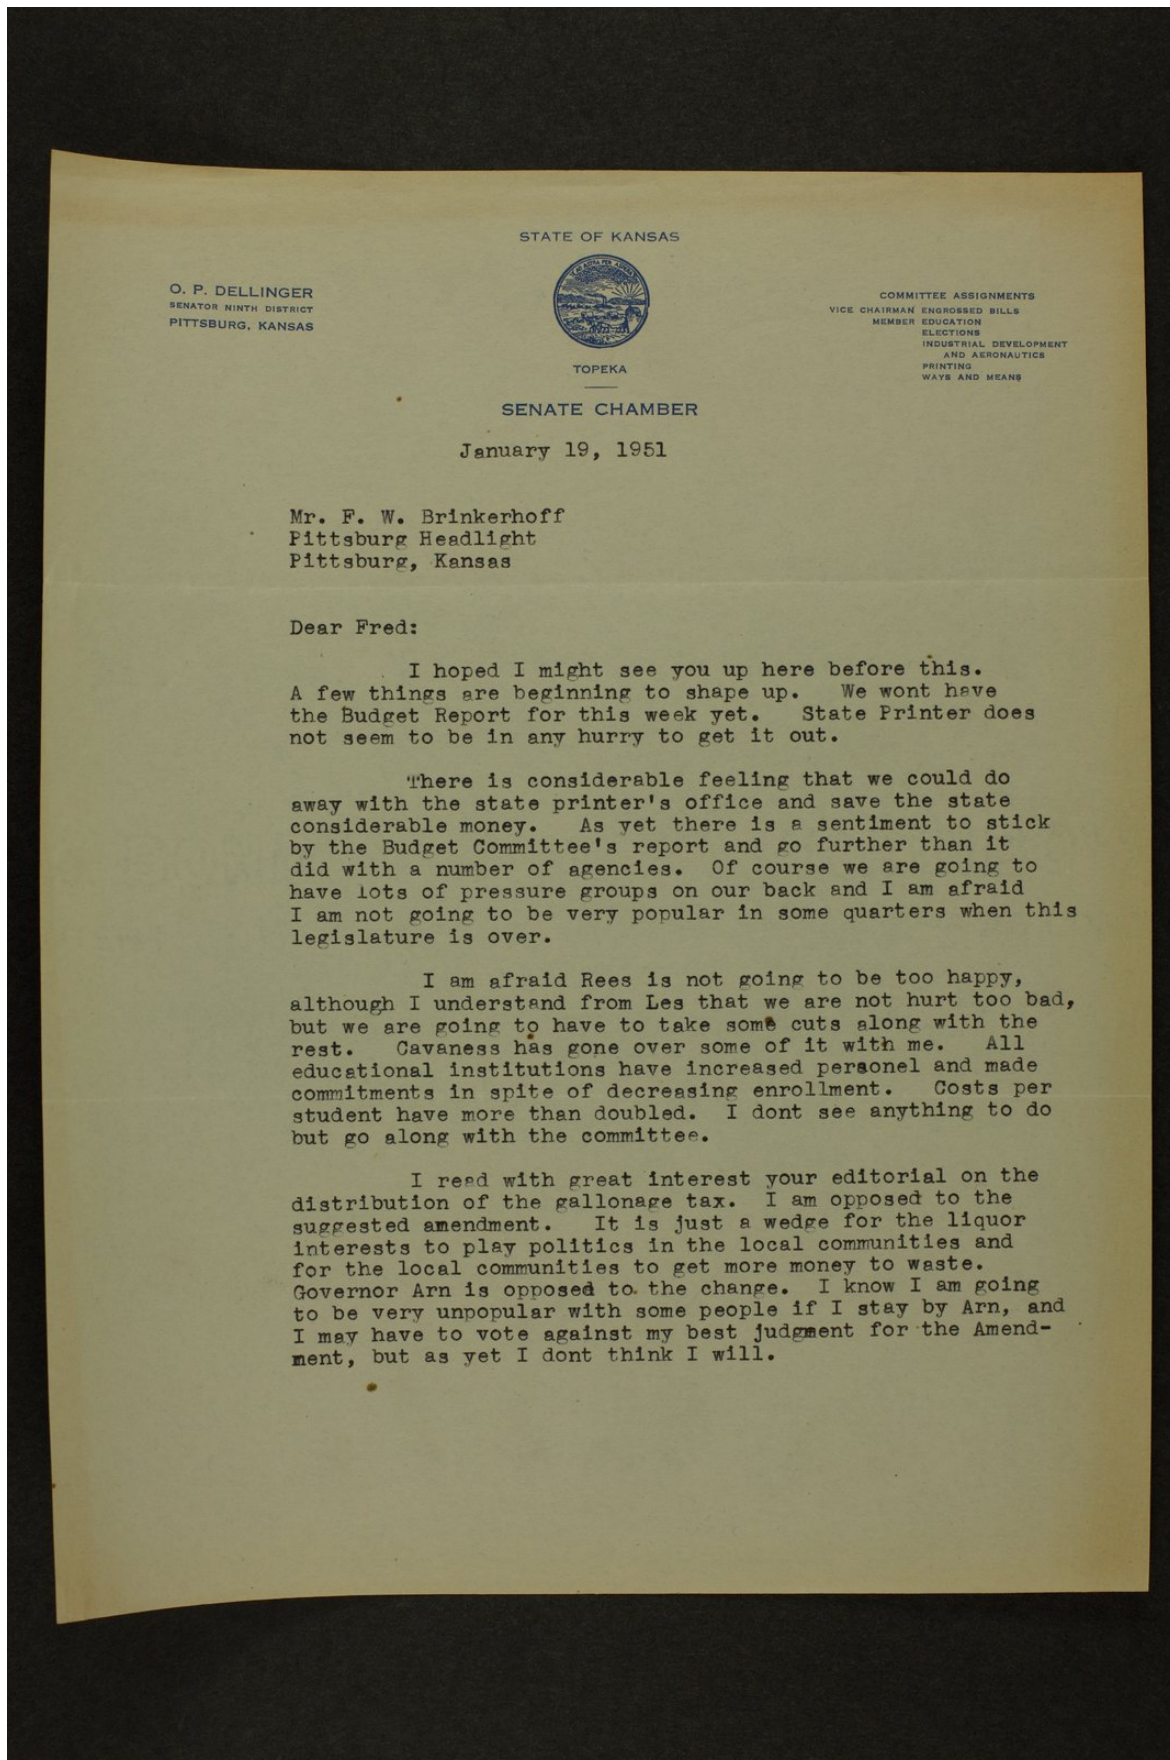 STATE OF KANSAS
O. P. DELLINGER
SENATOR NINTH DISTRICT
PITTSBURG, KANSAS
COMMITTEE ASSIGNMENTS
VICE CHAIRMAN ENGROSSED BILLS
MEMBER EDUCATION
ELECTIONS
INDUSTRIAL DEVELOPMENT
AND AERONAUTICS
PRINTING
WAYS AND MEANS
TOPEKA
SENATE CHAMBER
January 19, 1951
Mr. F. W. Brinkerhoff
Pittsburg Headlight
Pittsburg, Kansas
Dear Fred:
I hoped I might see you up here before this.
A few things are beginning to shape up. We wont have
the Budget Report for this week yet. State Printer does
not seem to be in any hurry to get it out.
There is considerable feeling that we could do
away with the state printer's office and save the state
considerable money. As yet there is a sentiment to stick
by the Budget Committee's report and go further than it
did with a number of agencies. Of course we are going to
have lots of pressure groups on our back and I am afraid
I am not going to be very popular in some quarters when this
legislature is over.
I am afraid Rees is not going to be too happy,
although I understand from Les that we are not hurt too bad,
but we are going to have to take some cuts along with the
rest. Cavaness has gone over some of it with me. All
educational institutions have increased personel and made
commitments in spite of decreasing enrollment. Costs per
student have more than doubled. I dont see anything to do
but go along with the committee.
I read with great interest your editorial on the
distribution of the gallonage tax. I am opposed to the
suggested amendment. It is just a wedge for the liquor
interests to play politics in the local communities and
for the local communities to get more money to waste.
Governor Arn is opposed to the change. I know I am going
to be very unpopular with some people if I stay by Arn, and
I may have to vote against my best judgment for the Amend-
ment, but as yet I dont think I will.